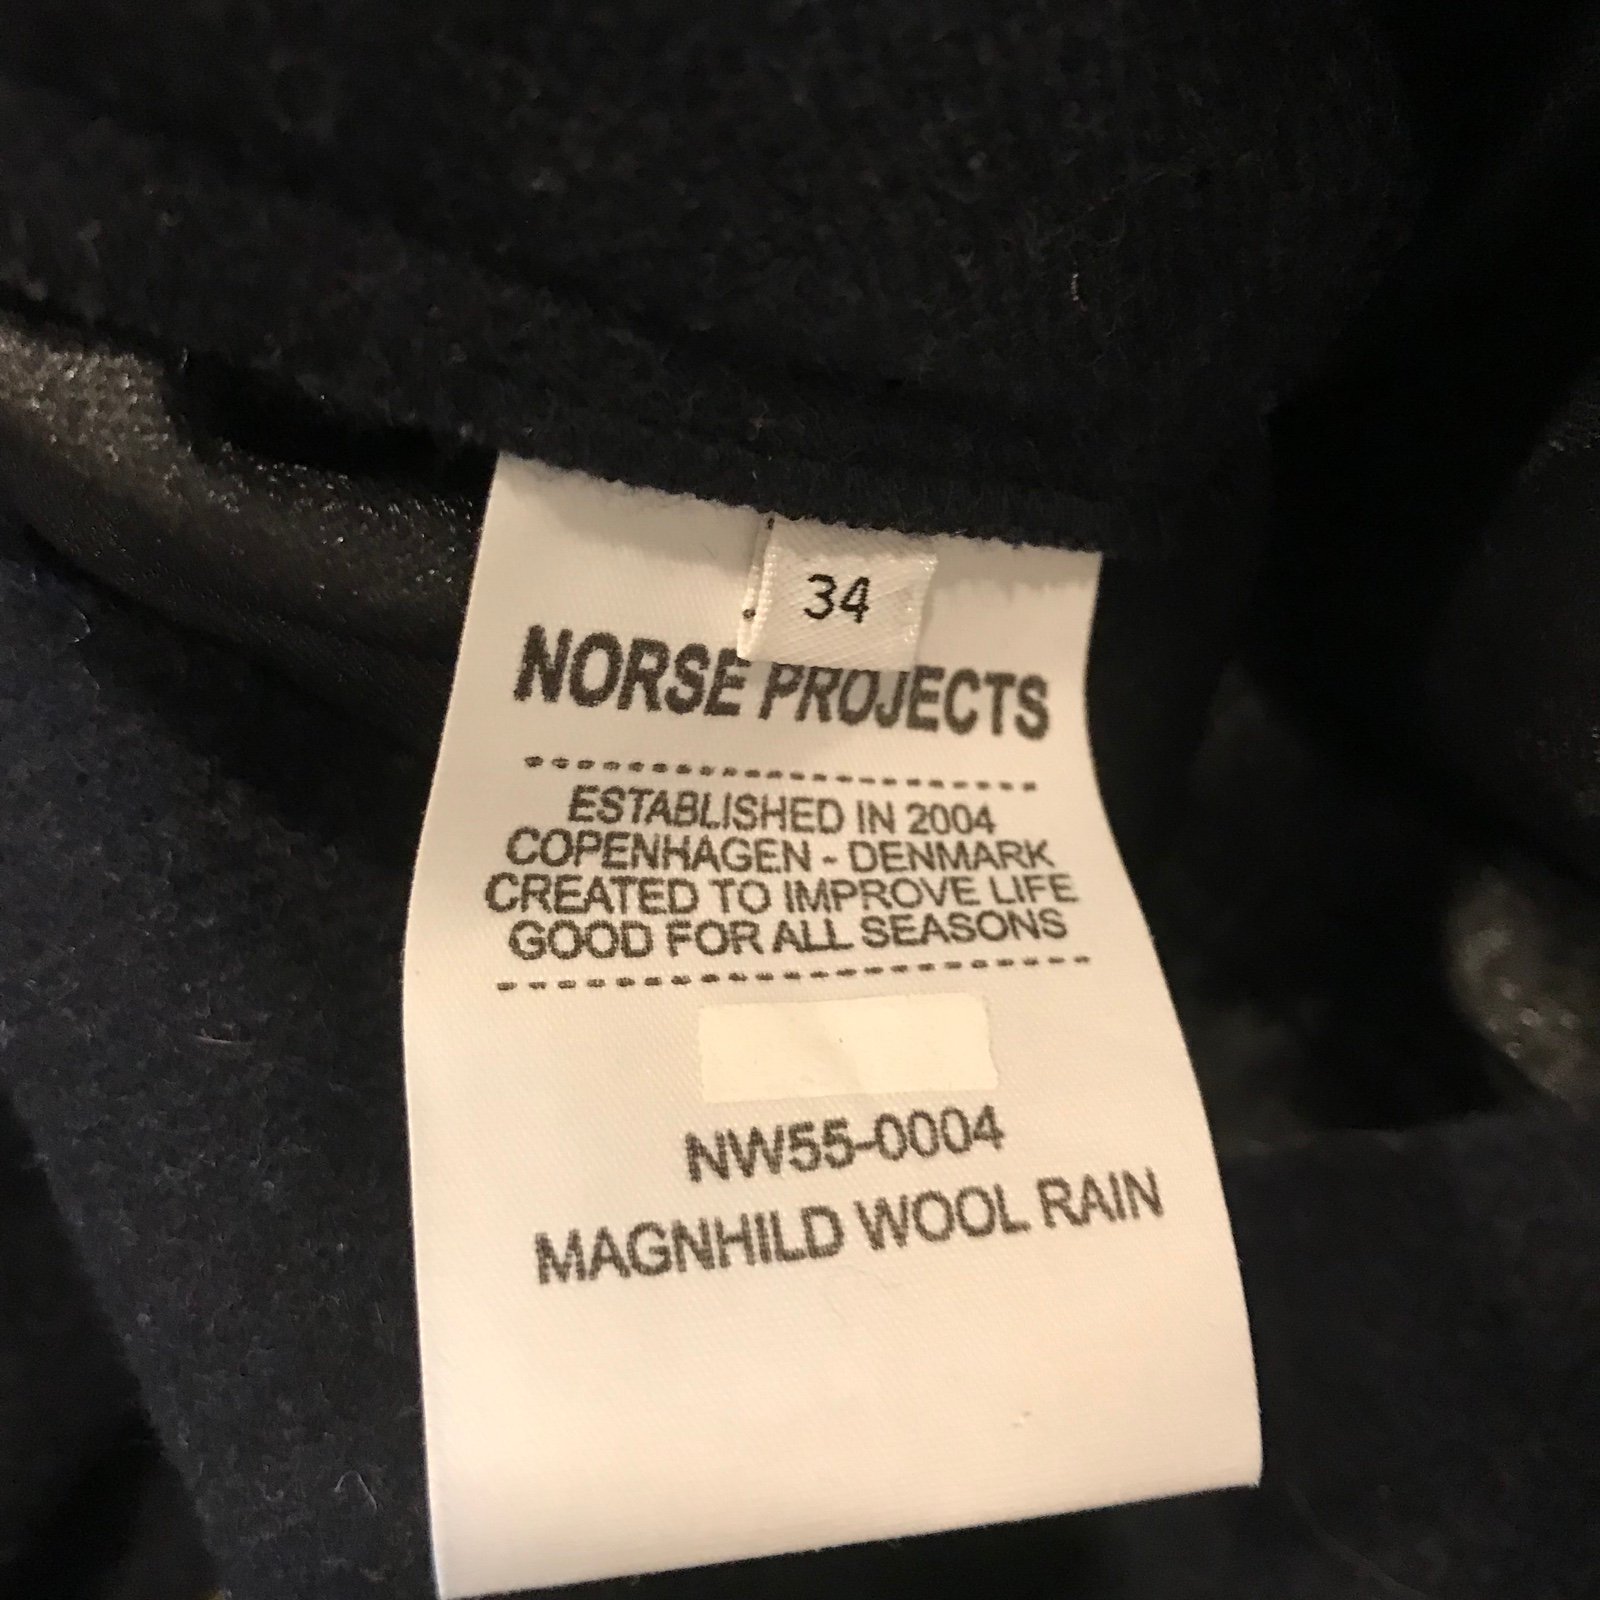 34
NORSE PROJECTS
ESTABLISHED IN 2004
COPENHAGEN - DENMARK
CREATED TO IMPROVE LIFE
GOOD FOR ALL SEASONS
NW55-0004
MAGNHILD WOOL RAIN